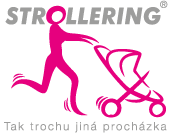 STROLLERING®
Tak trochu jiná procházka